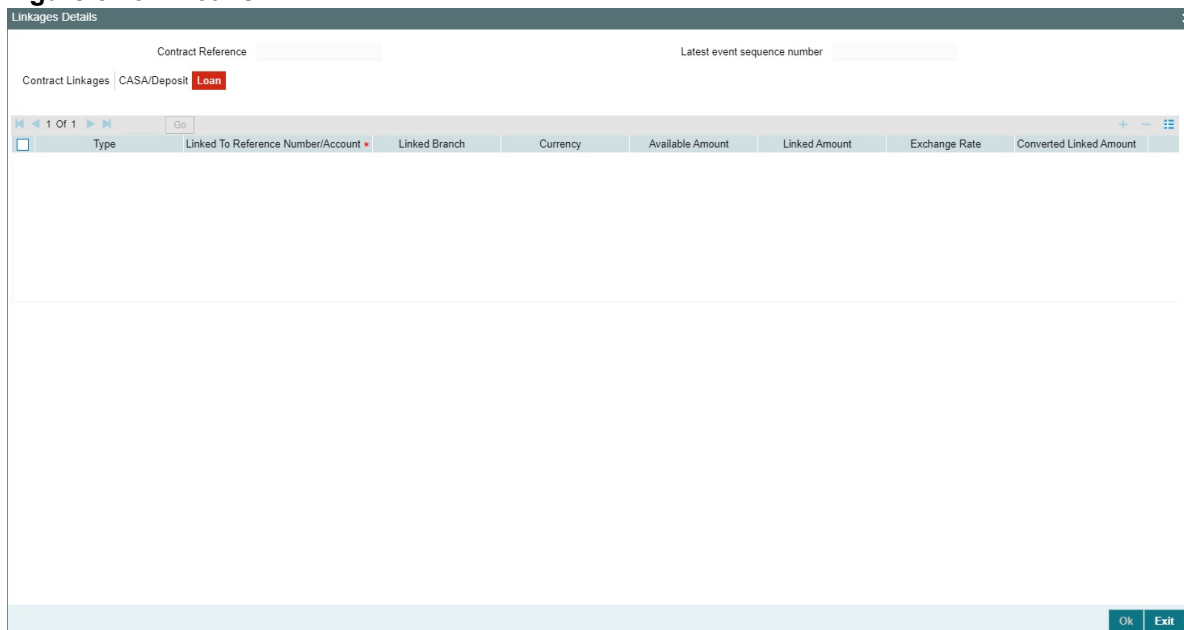 Linkages Details
Contract Reference Latest event sequence number
Contract Linkages CASA/Deposit Loan
1 Of 1 Go
Type Linked To Reference Number/Account * Linked Branch Currency Available Amount Linked Amount Exchange Rate Converted Linked Amount
Ok Exit